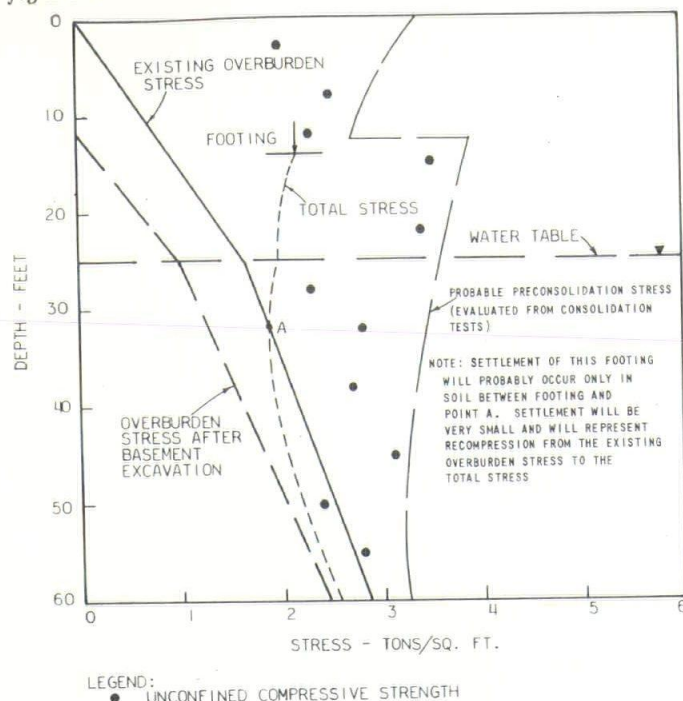 0
10
20
30
40
50
60
DEPTH - FEET
EXISTING OVERBURDEN
STRESS
FOOTING
TOTAL STRESS
WATER TABLE
PROBABLE PRECONSOLIDATION STRESS
(EVALUATED FROM CONSOLIDATION
TESTS)
A
NOTE: SETTLEMENT OF THIS FOOTING
WILL PROBABLY OCCUR ONLY IN
SOIL BETWEEN FOOTING AND
POINT A. SETTLEMENT WILL BE
VERY SMALL AND WILL REPRESENT
RECOMPRESSION FROM THE EXISTING
OVERBURDEN STRESS TO THE
TOTAL STRESS
OVERBURDEN
STRESS AFTER
BASEMENT
EXCAVATION
0 1 2 3 4 5 6
STRESS - TONS/SQ. FT.
LEGEND:
● UNCONFINED COMPRESSIVE STRENGTH